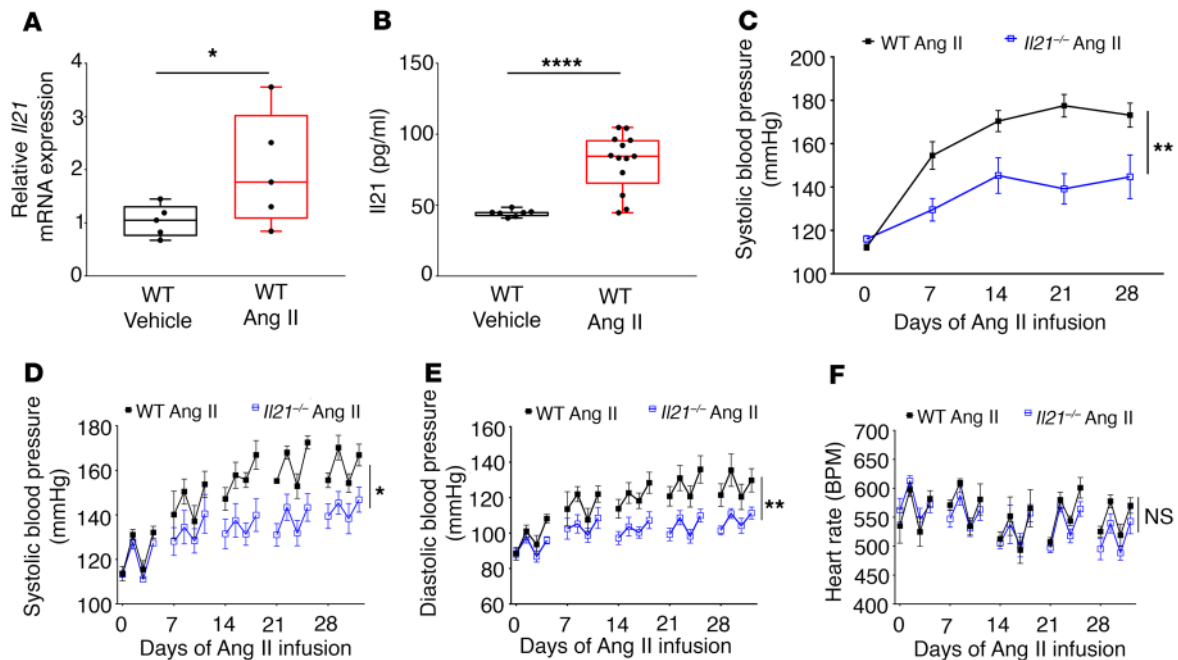 A
*
4
3
2
1
0
Relative Il21
mRNA expression
WT
Vehicle
WT
Ang II
B
****
150
100
50
0
Il21 (pg/ml)
WT
Vehicle
WT
Ang II
C
WT Ang II
Il21–/– Ang II
200
180
160
140
120
100
Systolic blood pressure
(mmHg)
**
0 7 14 21 28
Days of Ang II infusion
D
WT Ang II
Il21–/– Ang II
180
160
140
120
100
Systolic blood pressure
(mmHg)
*
0 7 14 21 28
Days of Ang II infusion
E
WT Ang II
Il21–/– Ang II
160
140
120
100
80
60
Diastolic blood pressure
(mmHg)
**
0 7 14 21 28
Days of Ang II infusion
F
WT Ang II
Il21–/– Ang II
700
650
600
550
500
450
400
Heart rate (BPM)
NS
0 7 14 21 28
Days of Ang II infusion